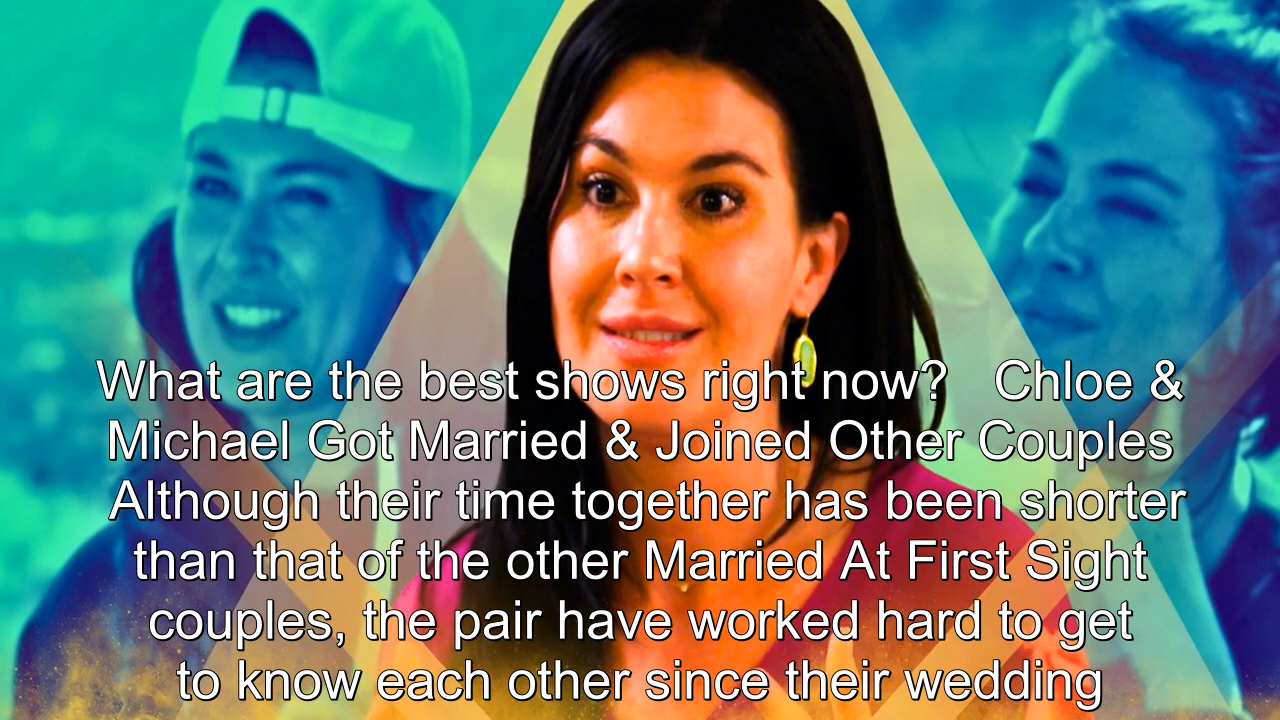 What are the best shows right now?   Chloe &
Michael Got Married & Joined Other Couples
Although their time together has been shorter
than that of the other Married At First Sight
couples, the pair have worked hard to get
to know each other since their wedding